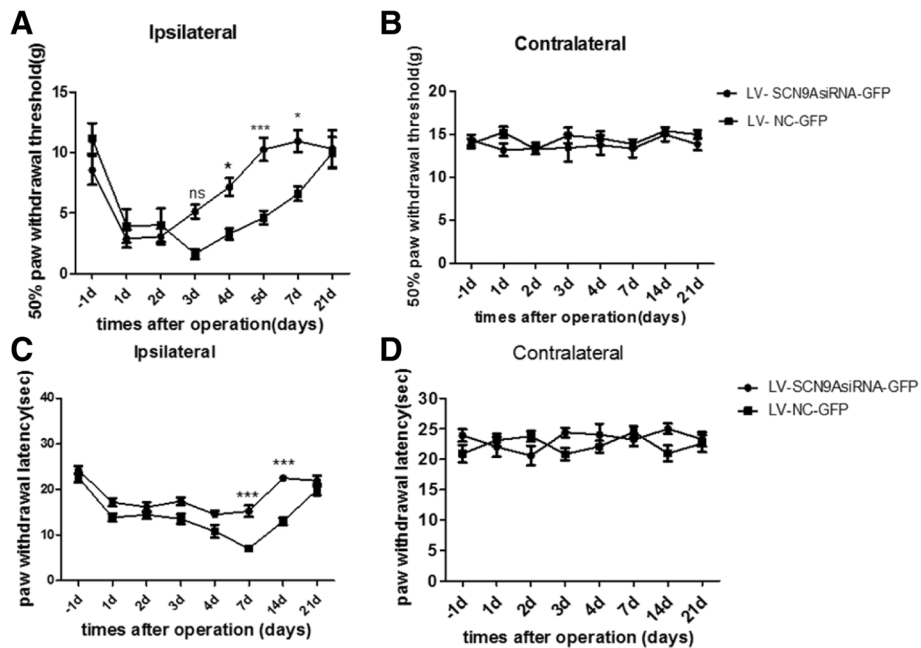 A
Ipsilateral
50% paw withdrawal threshold(g)
15
10
5
0
ns
*
***
*
-1d
1d
2d
3d
4d
5d
7d
21d
times after operation(days)
B
Contralateral
50% paw withdrawal threshold(g)
20
15
10
5
0
-1d
1d
2d
3d
4d
7d
14d
21d
times after operation(days)
LV- SCN9AsiRNA-GFP
LV- NC-GFP
C
Ipsilateral
paw withdrawal latency(sec)
40
30
20
10
0
***
***
-1d
1d
2d
3d
4d
7d
14d
21d
times after operation (days)
D
Contralateral
paw withdrawal latency(sec)
30
25
20
15
10
5
0
-1d
1d
2d
3d
4d
7d
14d
21d
times after operation (days)
LV-SCN9AsiRNA-GFP
LV-NC-GFP